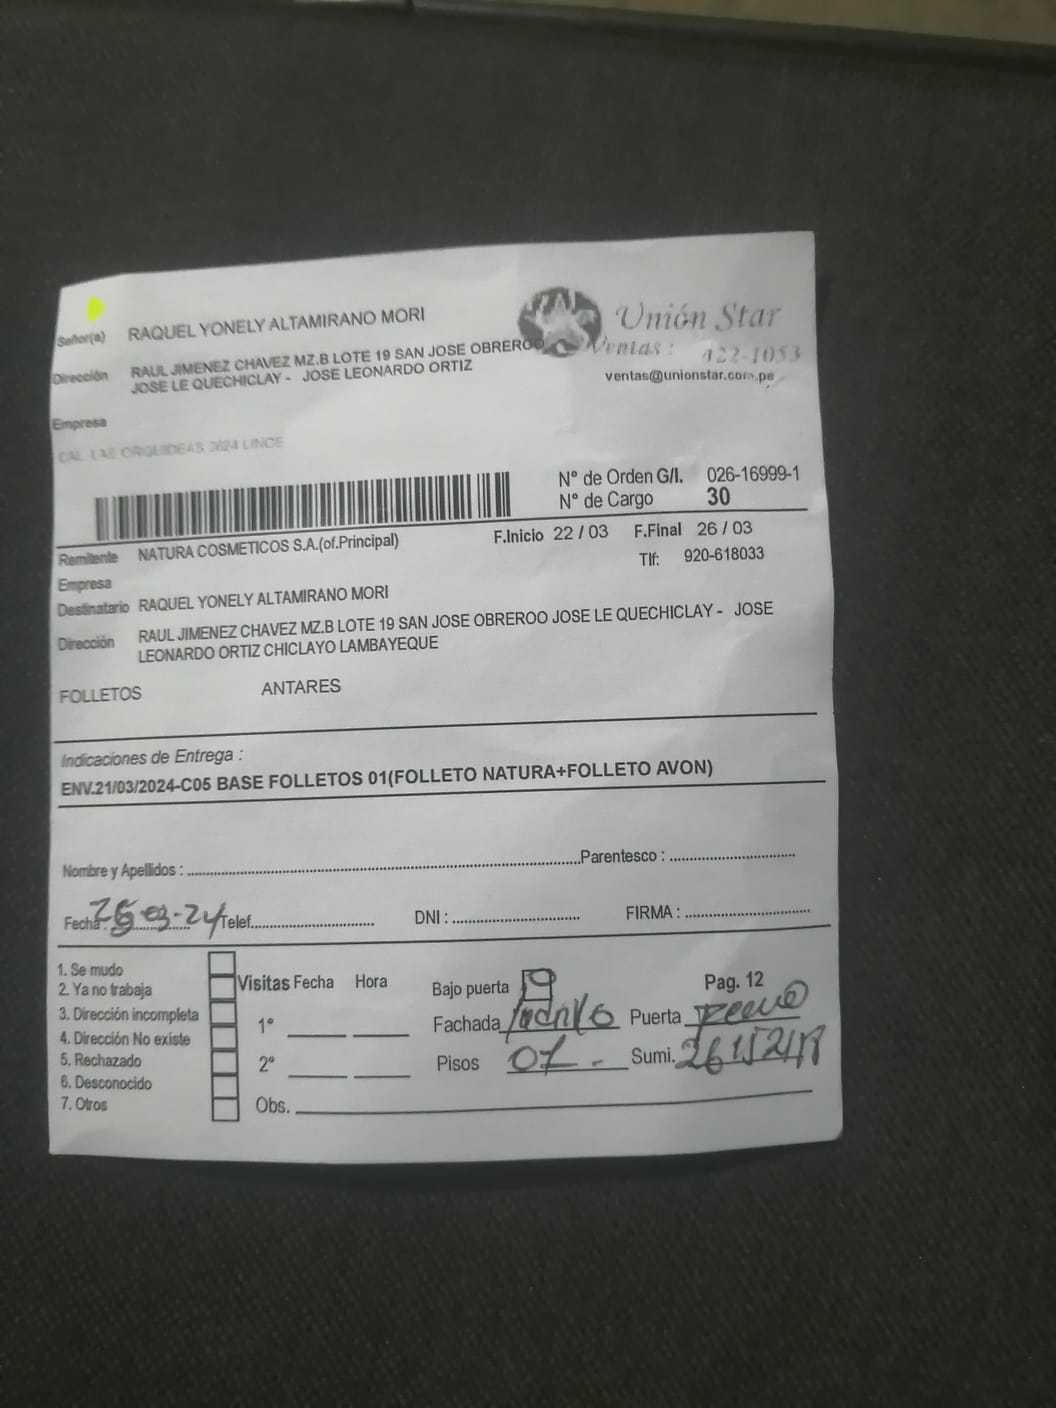 Señor(a) RAQUEL YONELY ALTAMIRANO MORI
Unión Star
Ventas : 422-1053
ventas@unionstar.com.pe
Dirección RAUL JIMENEZ CHAVEZ MZ.B LOTE 19 SAN JOSE OBREROO
JOSE LE QUECHICLAY - JOSE LEONARDO ORTIZ
Empresa
CAL. LAS ORQUIDEAS 2624 LINCE
N° de Orden G/I. 026-16999-1
N° de Cargo 30
Remitente NATURA COSMETICOS S.A.(of.Principal) F.Inicio 22 / 03 F.Final 26 / 03
Empresa Tlf: 920-618033
Destinatario RAQUEL YONELY ALTAMIRANO MORI
Dirección RAUL JIMENEZ CHAVEZ MZ.B LOTE 19 SAN JOSE OBREROO JOSE LE QUECHICLAY - JOSE
LEONARDO ORTIZ CHICLAYO LAMBAYEQUE
FOLLETOS ANTARES
Indicaciones de Entrega :
ENV.21/03/2024-C05 BASE FOLLETOS 01(FOLLETO NATURA+FOLLETO AVON)
Nombre y Apellidos : Parentesco :
Fecha : -03-24 Telef. DNI : FIRMA :
1. Se mudo
2. Ya no trabaja
3. Dirección incompleta
4. Dirección No existe
5. Rechazado
6. Desconocido
7. Otros
Visitas Fecha Hora
1°
2°
Bajo puerta Pag. 12
Fachada Puerta
Pisos 01 Sumi.
Obs.